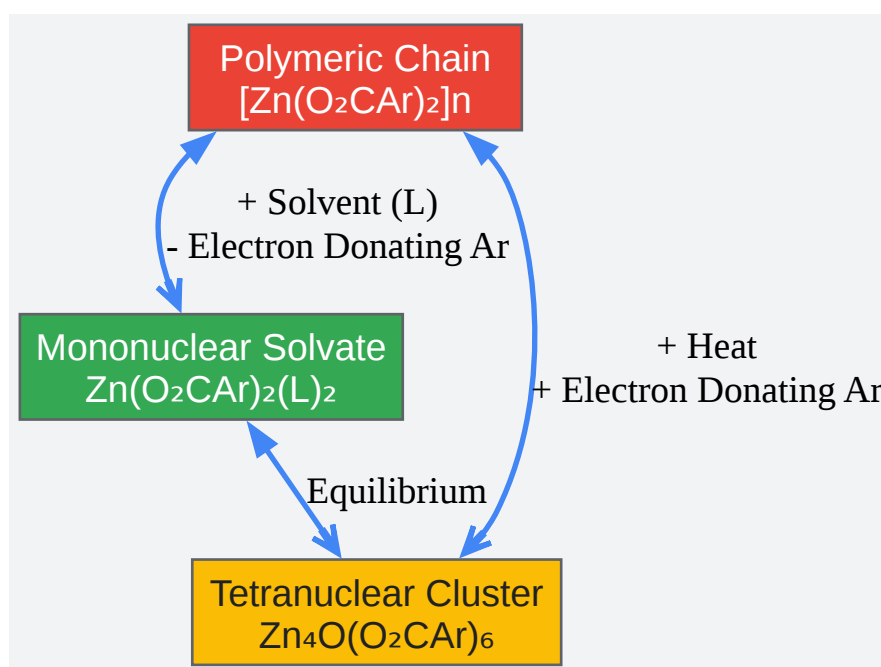 Polymeric Chain
[Zn(O₂CAr)₂]n
+ Solvent (L)
- Electron Donating Ar
Mononuclear Solvate
Zn(O₂CAr)₂(L)₂
+ Heat
+ Electron Donating Ar
Equilibrium
Tetranuclear Cluster
Zn₄O(O₂CAr)₆